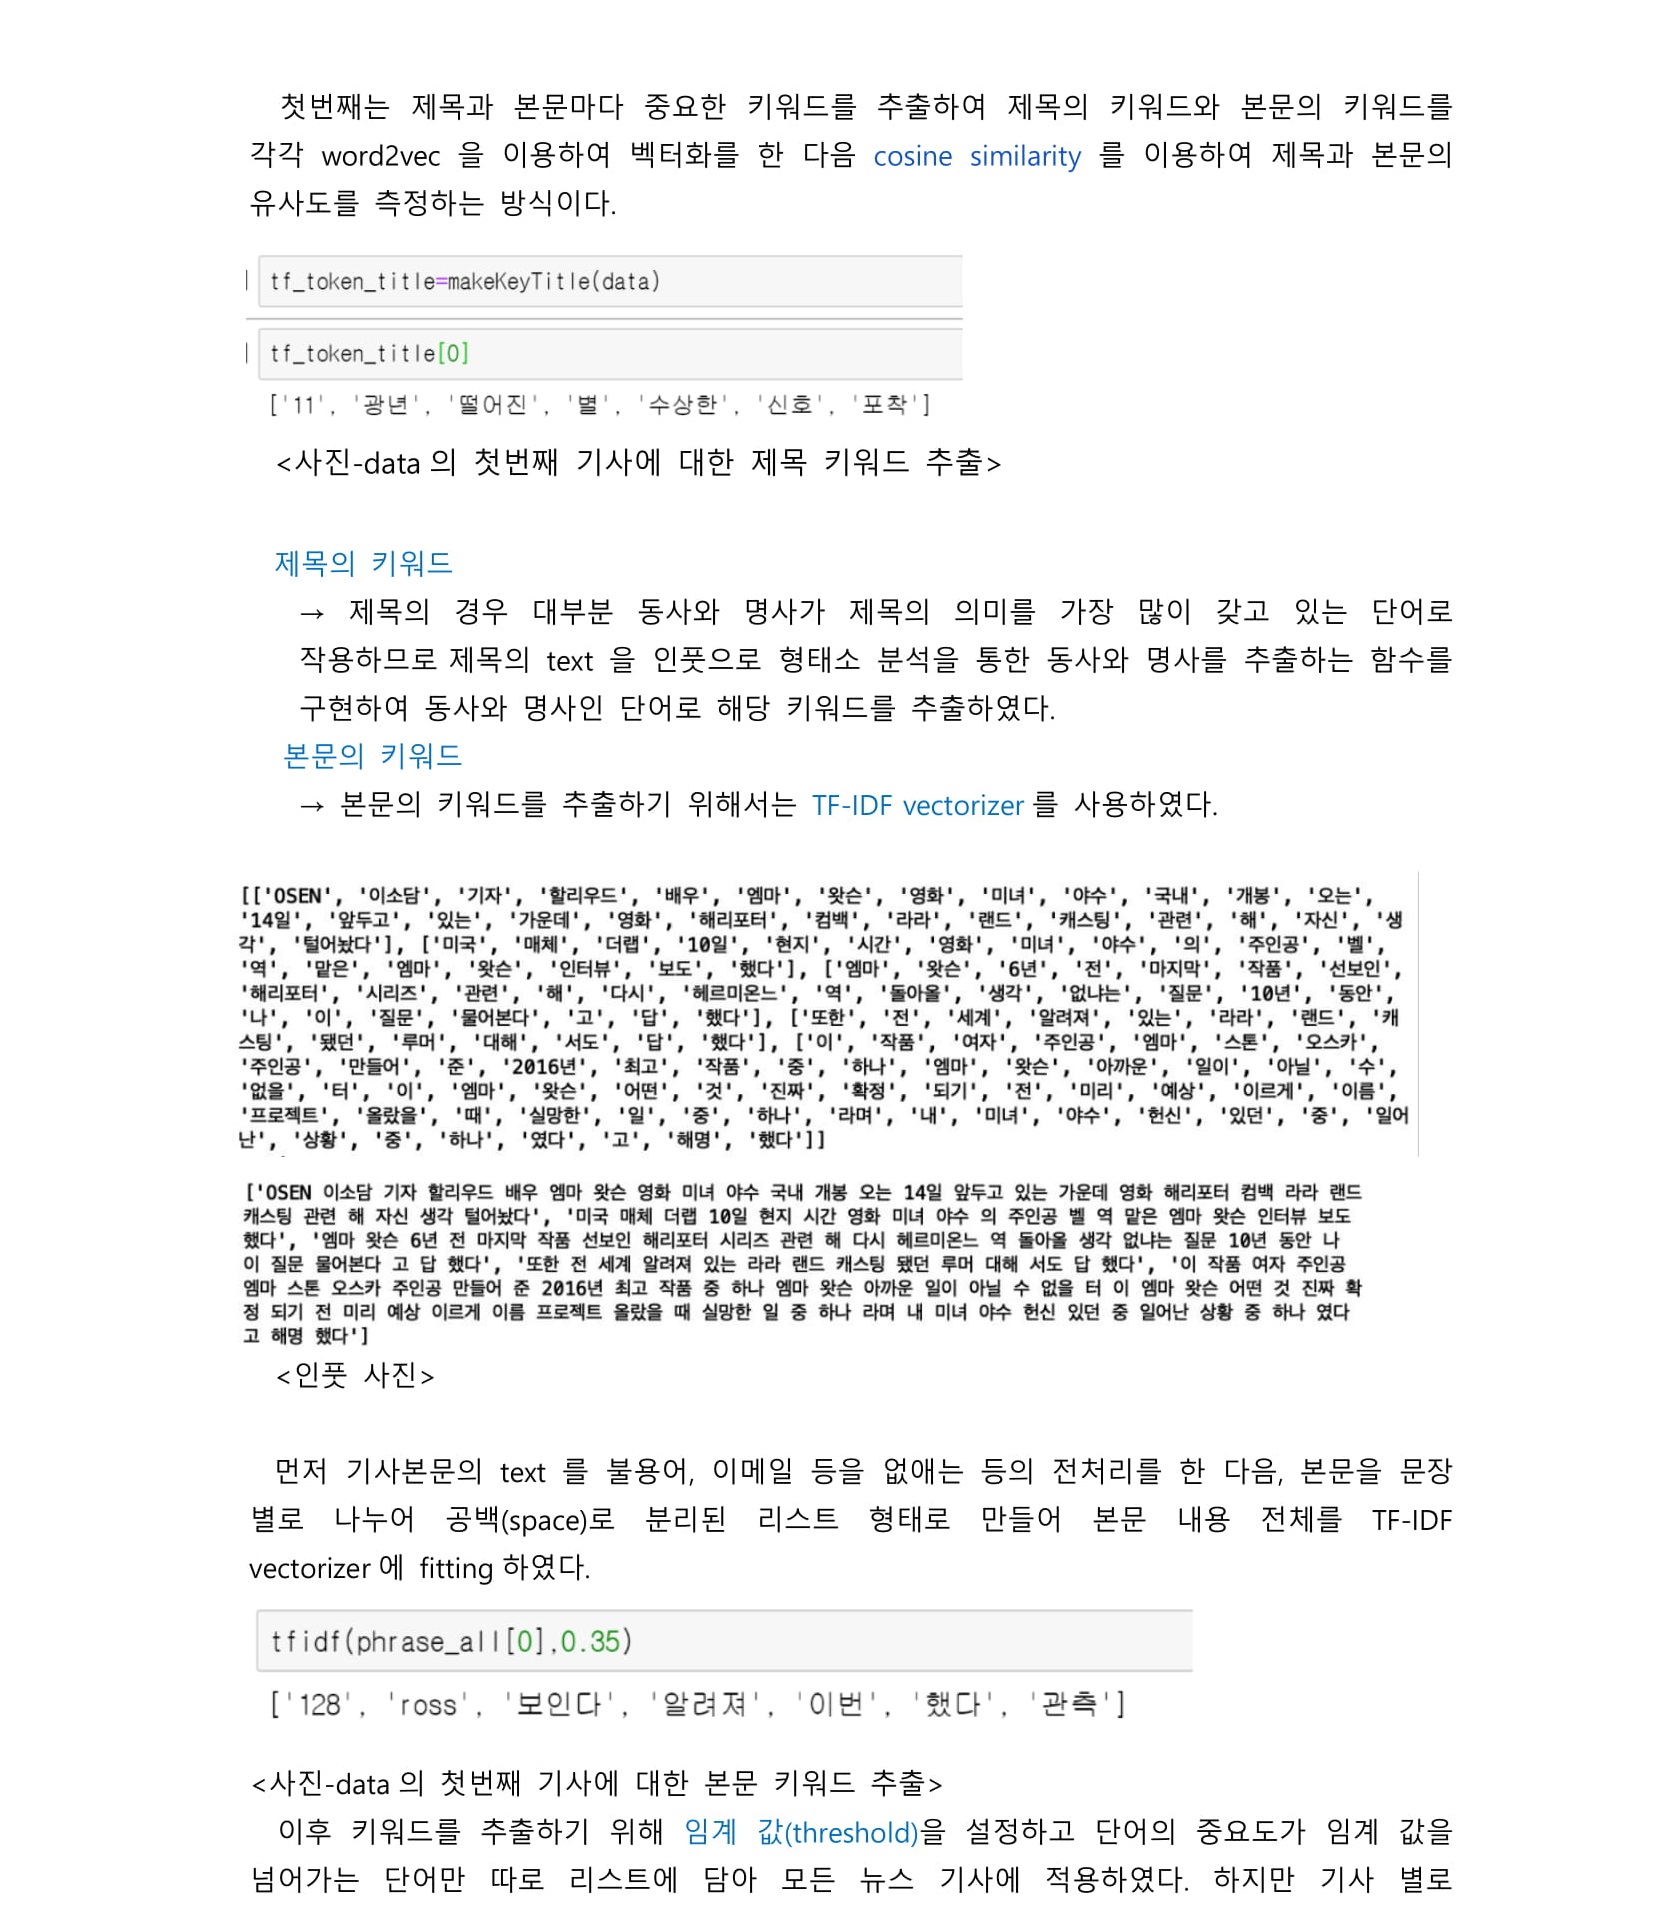 첫번째는 제목과 본문마다 중요한 키워드를 추출하여 제목의 키워드와 본문의 키워드를
각각 word2vec 을 이용하여 벡터화를 한 다음 cosine similarity 를 이용하여 제목과 본문의
유사도를 측정하는 방식이다.
tf_token_title=makeKeyTitle(data)
tf_token_title[0]
['11', '광년', '떨어진', '별', '수상한', '신호', '포착']
<사진-data 의 첫번째 기사에 대한 제목 키워드 추출>
제목의 키워드
→ 제목의 경우 대부분 동사와 명사가 제목의 의미를 가장 많이 갖고 있는 단어로
작용하므로 제목의 text 을 인풋으로 형태소 분석을 통한 동사와 명사를 추출하는 함수를
구현하여 동사와 명사인 단어로 해당 키워드를 추출하였다.
본문의 키워드
→ 본문의 키워드를 추출하기 위해서는 TF-IDF vectorizer 를 사용하였다.
[['OSEN', '이소담', '기자', '할리우드', '배우', '엠마', '왓슨', '영화', '미녀', '야수', '국내', '개봉', '오는',
'14일', '앞두고', '있는', '가운데', '영화', '해리포터', '컴백', '라라', '랜드', '캐스팅', '관련', '해', '자신', '생
각', '털어놨다'], ['미국', '매체', '더랩', '10일', '현지', '시간', '영화', '미녀', '야수', '의', '주인공', '벨',
'역', '맡은', '엠마', '왓슨', '인터뷰', '보도', '했다'], ['엠마', '왓슨', '6년', '전', '마지막', '작품', '선보인',
'해리포터', '시리즈', '관련', '해', '다시', '헤르미온느', '역', '돌아올', '생각', '없냐는', '질문', '10년', '동안',
'나', '이', '질문', '물어본다', '고', '답', '했다'], ['또한', '전', '세계', '알려져', '있는', '라라', '랜드', '캐
스팅', '됐던', '루머', '대해', '서도', '답', '했다'], ['이', '작품', '여자', '주인공', '엠마', '스톤', '오스카',
'주인공', '만들어', '준', '2016년', '최고', '작품', '중', '하나', '엠마', '왓슨', '아까운', '일이', '아닐', '수',
'없을', '터', '이', '엠마', '왓슨', '어떤', '것', '진짜', '확정', '되기', '전', '미리', '예상', '이르게', '이름',
'프로젝트', '올랐을', '때', '실망한', '일', '중', '하나', '라며', '내', '미녀', '야수', '헌신', '있던', '중', '일어
난', '상황', '중', '하나', '였다', '고', '해명', '했다']]
['OSEN 이소담 기자 할리우드 배우 엠마 왓슨 영화 미녀 야수 국내 개봉 오는 14일 앞두고 있는 가운데 영화 해리포터 컴백 라라 랜드
캐스팅 관련 해 자신 생각 털어놨다', '미국 매체 더랩 10일 현지 시간 영화 미녀 야수 의 주인공 벨 역 맡은 엠마 왓슨 인터뷰 보도
했다', '엠마 왓슨 6년 전 마지막 작품 선보인 해리포터 시리즈 관련 해 다시 헤르미온느 역 돌아올 생각 없냐는 질문 10년 동안 나
이 질문 물어본다 고 답 했다', '또한 전 세계 알려져 있는 라라 랜드 캐스팅 됐던 루머 대해 서도 답 했다', '이 작품 여자 주인공
엠마 스톤 오스카 주인공 만들어 준 2016년 최고 작품 중 하나 엠마 왓슨 아까운 일이 아닐 수 없을 터 이 엠마 왓슨 어떤 것 진짜 확
정 되기 전 미리 예상 이르게 이름 프로젝트 올랐을 때 실망한 일 중 하나 라며 내 미녀 야수 헌신 있던 중 일어난 상황 중 하나 였다
고 해명 했다']
<인풋 사진>
먼저 기사본문의 text 를 불용어, 이메일 등을 없애는 등의 전처리를 한 다음, 본문을 문장
별로 나누어 공백(space)로 분리된 리스트 형태로 만들어 본문 내용 전체를 TF-IDF
vectorizer 에 fitting 하였다.
tfidf(phrase_all[0],0.35)
['128', 'ross', '보인다', '알려져', '이번', '했다', '관측']
<사진-data 의 첫번째 기사에 대한 본문 키워드 추출>
이후 키워드를 추출하기 위해 임계 값(threshold)을 설정하고 단어의 중요도가 임계 값을
넘어가는 단어만 따로 리스트에 담아 모든 뉴스 기사에 적용하였다. 하지만 기사 별로